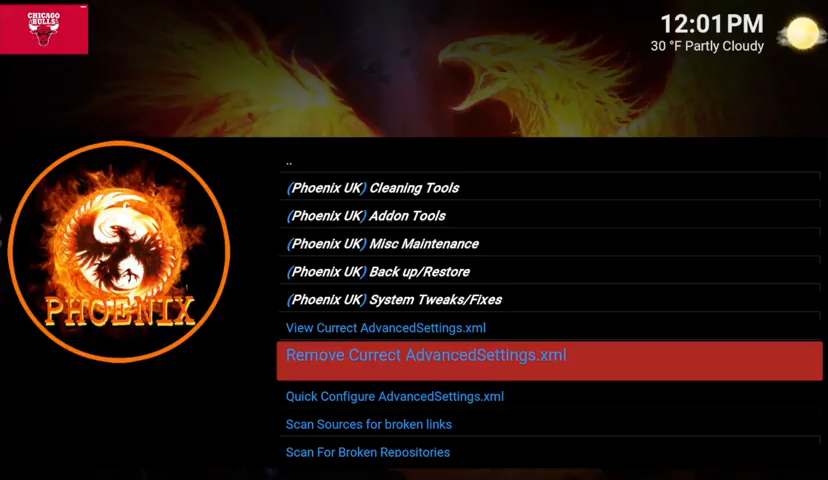 CHICAGO
BULLS
12:01PM
30 °F Partly Cloudy
..
(Phoenix UK) Cleaning Tools
(Phoenix UK) Addon Tools
(Phoenix UK) Misc Maintenance
(Phoenix UK) Back up/Restore
(Phoenix UK) System Tweaks/Fixes
View Currect AdvancedSettings.xml
Remove Currect AdvancedSettings.xml
Quick Configure AdvancedSettings.xml
Scan Sources for broken links
Scan For Broken Repositories
PHOENIX